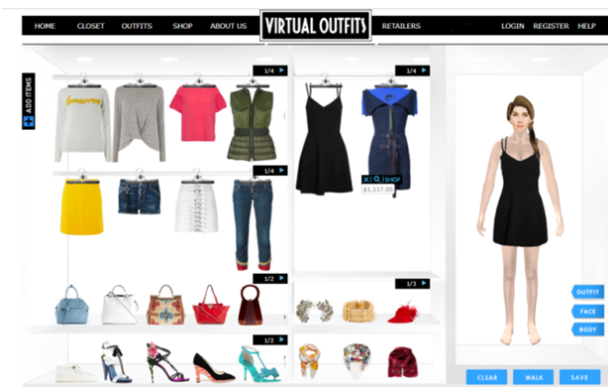 HOME CLOSET OUTFITS SHOP ABOUT US VIRTUAL OUTFITS RETAILERS LOGIN REGISTER HELP
1/4 1/4
ADD ITEMS
1/4
SHOP
$1,117.00
1/2 1/3
OUTFIT
FACE
BODY
1/2
CLEAR WALK SAVE